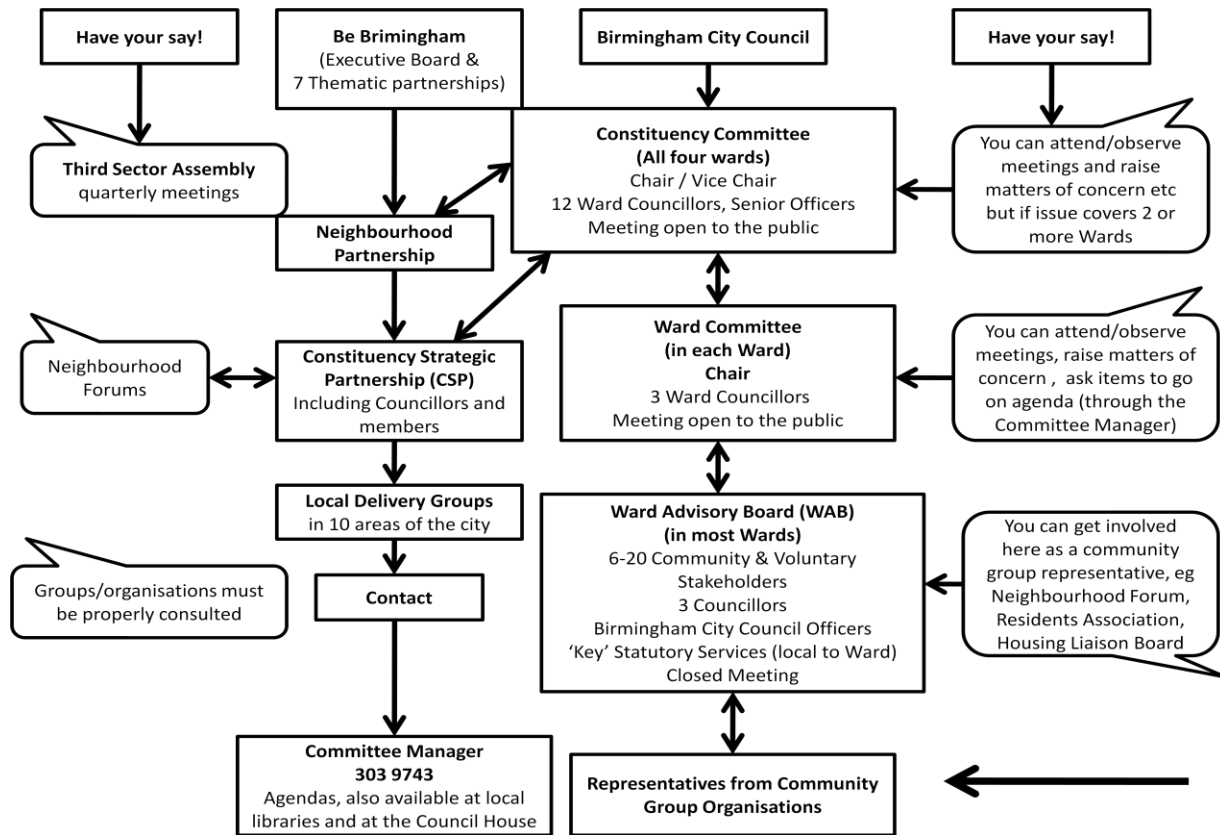 Have your say!
Be Brimingham
(Executive Board &
7 Thematic partnerships)
Birmingham City Council
Have your say!
Third Sector Assembly
quarterly meetings
Constituency Committee
(All four wards)
Chair / Vice Chair
12 Ward Councillors, Senior Officers
Meeting open to the public
You can attend/observe
meetings and raise
matters of concern etc
but if issue covers 2 or
more Wards
Neighbourhood
Partnership
Neighbourhood
Forums
Constituency Strategic
Partnership (CSP)
Including Councillors and
members
Ward Committee
(in each Ward)
Chair
3 Ward Councillors
Meeting open to the public
You can attend/observe
meetings, raise matters of
concern , ask items to go
on agenda (through the
Committee Manager)
Local Delivery Groups
in 10 areas of the city
Groups/organisations must
be properly consulted
Contact
Ward Advisory Board (WAB)
(in most Wards)
6-20 Community & Voluntary
Stakeholders
3 Councillors
Birmingham City Council Officers
‘Key’ Statutory Services (local to Ward)
Closed Meeting
You can get involved
here as a community
group representative, eg
Neighbourhood Forum,
Residents Association,
Housing Liaison Board
Committee Manager
303 9743
Agendas, also available at local
libraries and at the Council House
Representatives from Community
Group Organisations